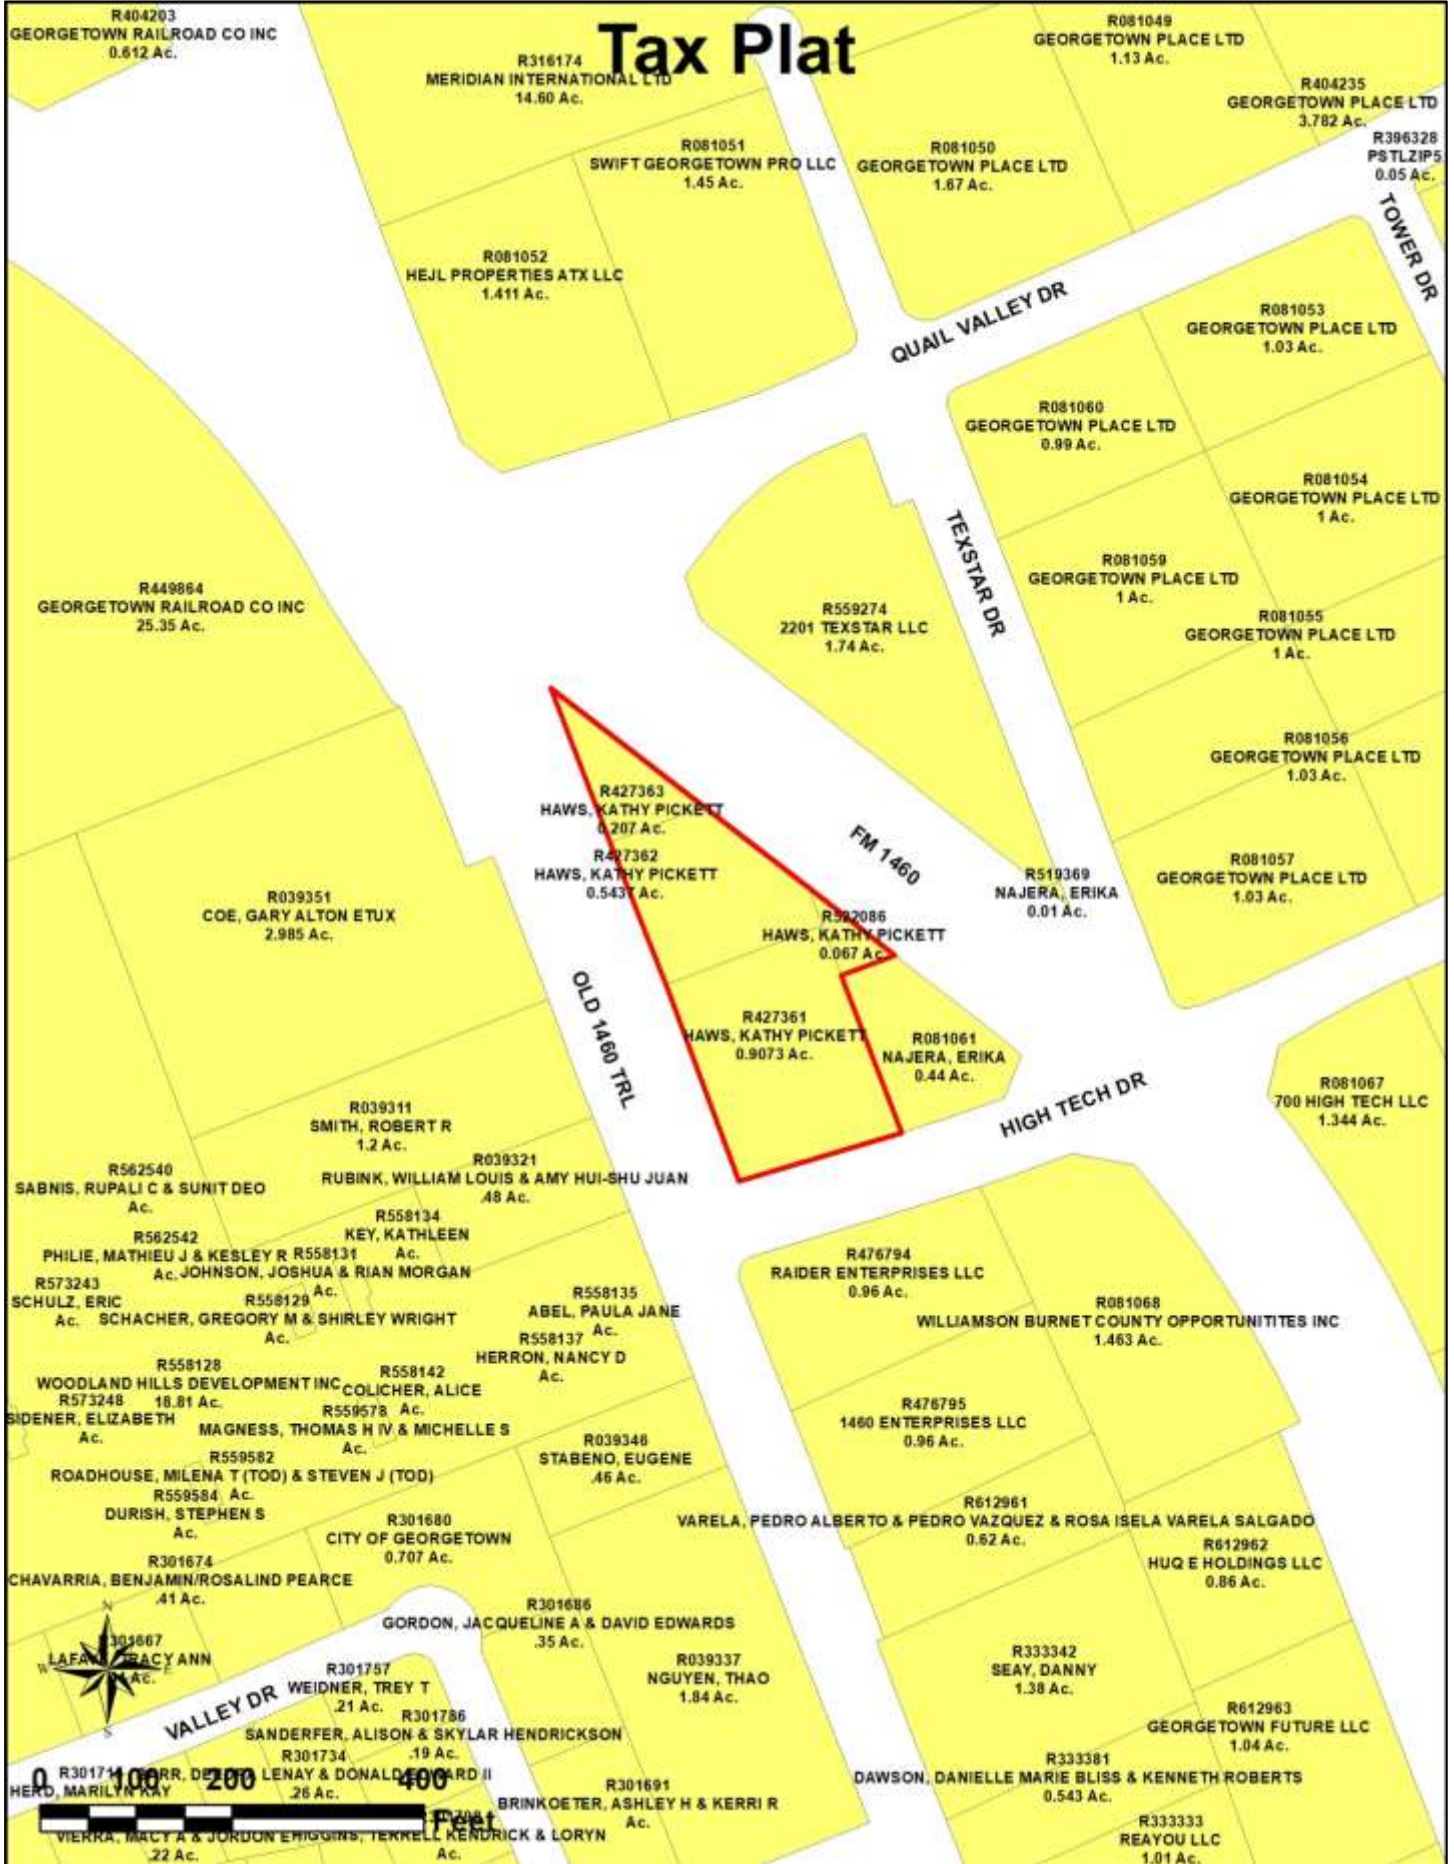 Tax Plat
R404203
GEORGETOWN RAILROAD CO INC
0.612 Ac.
R316174
MERIDIAN INTERNATIONAL LTD
14.60 Ac.
R081049
GEORGETOWN PLACE LTD
1.13 Ac.
R404235
GEORGETOWN PLACE LTD
3.782 Ac.
R396328
PSTLZIP5
0.05 Ac.
R081051
SWIFT GEORGETOWN PRO LLC
1.45 Ac.
R081050
GEORGETOWN PLACE LTD
1.67 Ac.
TOWER DR
R081052
HEJL PROPERTIES ATX LLC
1.411 Ac.
QUAIL VALLEY DR
R081053
GEORGETOWN PLACE LTD
1.03 Ac.
R081060
GEORGETOWN PLACE LTD
0.99 Ac.
R081054
GEORGETOWN PLACE LTD
1 Ac.
TEXSTAR DR
R081059
GEORGETOWN PLACE LTD
1 Ac.
R449864
GEORGETOWN RAILROAD CO INC
25.35 Ac.
R559274
2201 TEXSTAR LLC
1.74 Ac.
R081055
GEORGETOWN PLACE LTD
1 Ac.
R081056
GEORGETOWN PLACE LTD
1.03 Ac.
R427363
HAWS, KATHY PICKETT
0.207 Ac.
R427362
HAWS, KATHY PICKETT
0.5437 Ac.
FM 1460
R081057
GEORGETOWN PLACE LTD
1.03 Ac.
R519369
NAJERA, ERIKA
0.01 Ac.
R039351
COE, GARY ALTON ETUX
2.985 Ac.
R522086
HAWS, KATHY PICKETT
0.067 Ac.
OLD 1460 TRL
R427361
HAWS, KATHY PICKETT
0.9073 Ac.
R081061
NAJERA, ERIKA
0.44 Ac.
HIGH TECH DR
R081067
700 HIGH TECH LLC
1.344 Ac.
R039311
SMITH, ROBERT R
1.2 Ac.
R039321
RUBINK, WILLIAM LOUIS & AMY HUI-SHU JUAN
.48 Ac.
R562540
SABNIS, RUPALI C & SUNIT DEO
Ac.
R558134
KEY, KATHLEEN
Ac.
R562542
PHILIE, MATHIEU J & KESLEY R
Ac.
R558131
JOHNSON, JOSHUA & RIAN MORGAN
Ac.
R573243
SCHULZ, ERIC
Ac.
R558129
SCHACHER, GREGORY M & SHIRLEY WRIGHT
Ac.
R558135
ABEL, PAULA JANE
Ac.
R558137
HERRON, NANCY D
Ac.
R476794
RAIDER ENTERPRISES LLC
0.96 Ac.
R081068
WILLIAMSON BURNET COUNTY OPPORTUNITITES INC
1.463 Ac.
R558128
WOODLAND HILLS DEVELOPMENT INC
18.81 Ac.
R558142
COLICHER, ALICE
Ac.
R573248
SIDENER, ELIZABETH
Ac.
R559578
MAGNESS, THOMAS H IV & MICHELLE S
Ac.
R476795
1460 ENTERPRISES LLC
0.96 Ac.
R039346
STABENO, EUGENE
.46 Ac.
R559582
ROADHOUSE, MILENA T (TOD) & STEVEN J (TOD)
Ac.
R559584
DURISH, STEPHEN S
Ac.
R301680
CITY OF GEORGETOWN
0.707 Ac.
R612961
VARELA, PEDRO ALBERTO & PEDRO VAZQUEZ & ROSA ISELA VARELA SALGADO
0.62 Ac.
R612962
HUQ E HOLDINGS LLC
0.86 Ac.
R301674
CHAVARRIA, BENJAMIN/ROSALIND PEARCE
.41 Ac.
R301686
GORDON, JACQUELINE A & DAVID EDWARDS
.35 Ac.
N
W
E
S
R301667
TRACY ANN
Ac.
R333342
SEAY, DANNY
1.38 Ac.
R039337
NGUYEN, THAO
1.84 Ac.
VALLEY DR
R301757
WEIDNER, TREY T
.21 Ac.
R301786
SANDERFER, ALISON & SKYLAR HENDRICKSON
.19 Ac.
R612963
GEORGETOWN FUTURE LLC
1.04 Ac.
R301734
LENAY & DONALD II
.26 Ac.
HERD, MARILYN KAY
R333381
DAWSON, DANIELLE MARIE BLISS & KENNETH ROBERTS
0.543 Ac.
R301691
BRINKOETER, ASHLEY H & KERRI R
Ac.
0 100 200 400
Feet
VIERRA, MACY A & JORDON E
.22 Ac.
HIGGINS, TERRELL KENDRICK & LORYN
Ac.
R333333
REAYOU LLC
1.01 Ac.